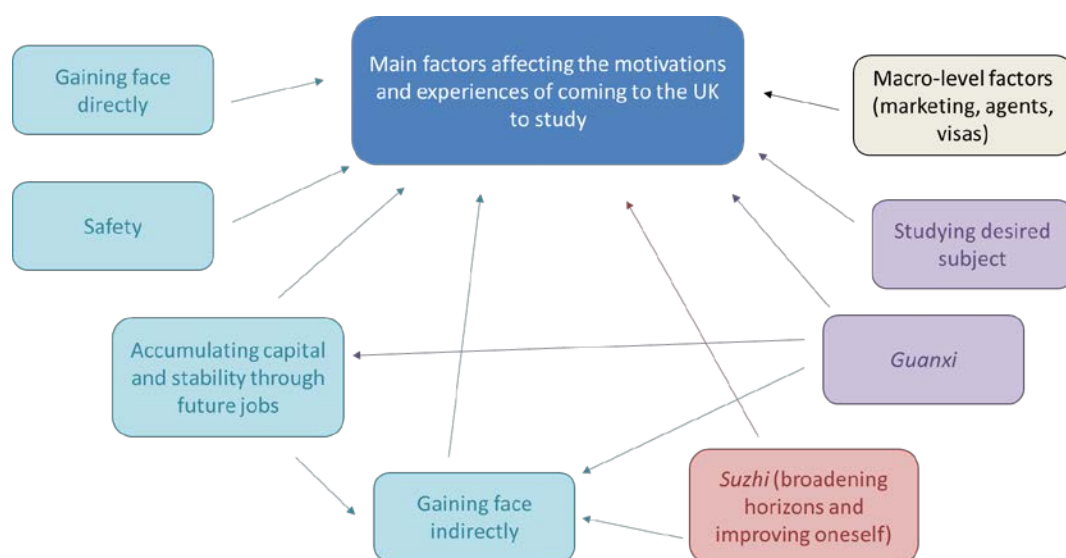 Main factors affecting the motivations
and experiences of coming to the UK
to study
Gaining face
directly
Macro-level factors
(marketing, agents,
visas)
Safety
Studying desired
subject
Accumulating capital
and stability through
future jobs
Guanxi
Gaining face
indirectly
Suzhi (broadening
horizons and
improving oneself)